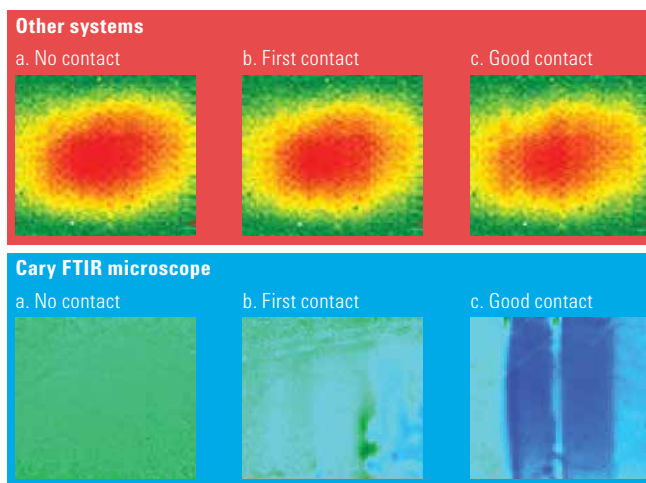 Other systems
a. No contact
b. First contact
c. Good contact
Cary FTIR microscope
a. No contact
b. First contact
c. Good contact